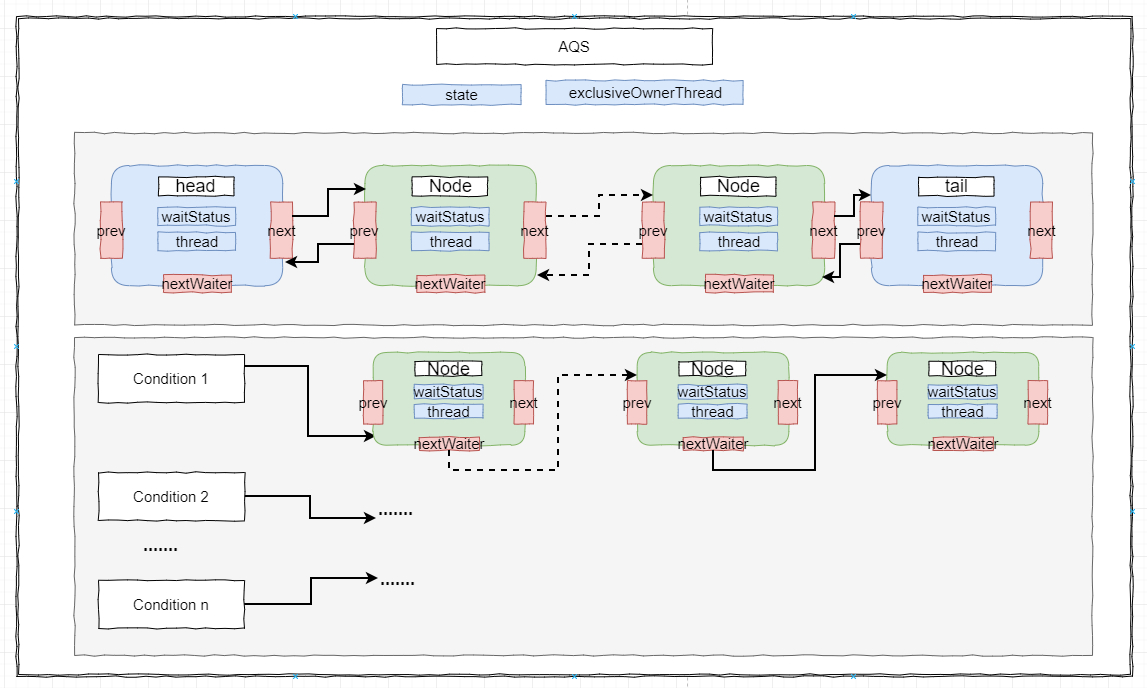 AQS
state
exclusiveOwnerThread
head
waitStatus
thread
prev
next
nextWaiter
Node
waitStatus
thread
prev
next
nextWaiter
Node
waitStatus
thread
prev
next
nextWaiter
tail
waitStatus
thread
prev
next
nextWaiter
Condition 1
Node
waitStatus
thread
prev
next
nextWaiter
Node
waitStatus
thread
prev
next
nextWaiter
Node
waitStatus
thread
prev
next
nextWaiter
Condition 2
.......
.......
Condition n
.......